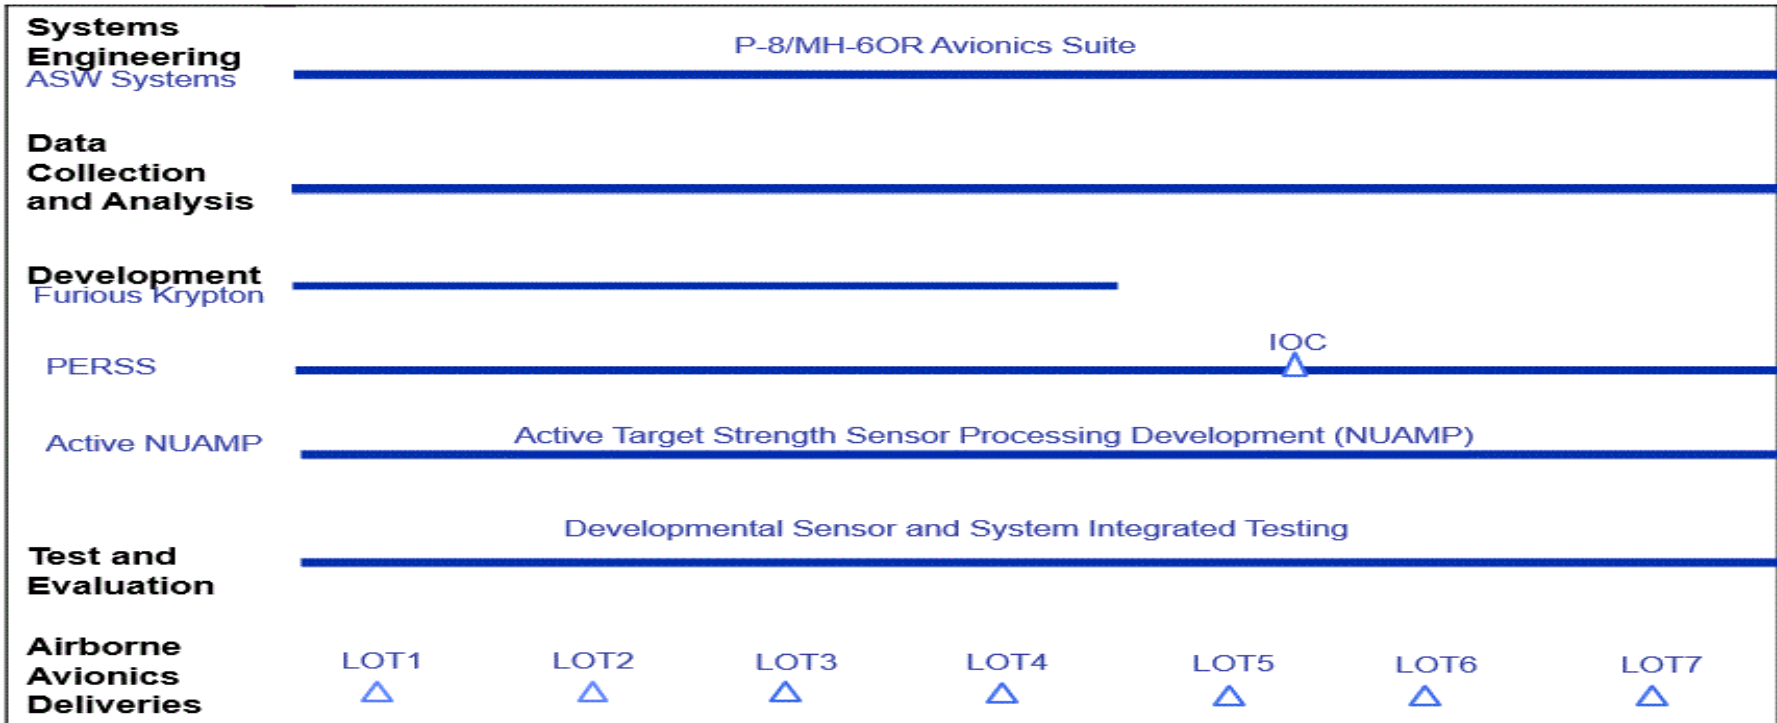 Systems
Engineering
ASW Systems
P-8/MH-6OR Avionics Suite
Data
Collection
and Analysis
Development
Furious Krypton
IOC
PERSS
Active NUAMP
Active Target Strength Sensor Processing Development (NUAMP)
Developmental Sensor and System Integrated Testing
Test and
Evaluation
Airborne
Avionics
Deliveries
LOT1 LOT2 LOT3 LOT4 LOT5 LOT6 LOT7